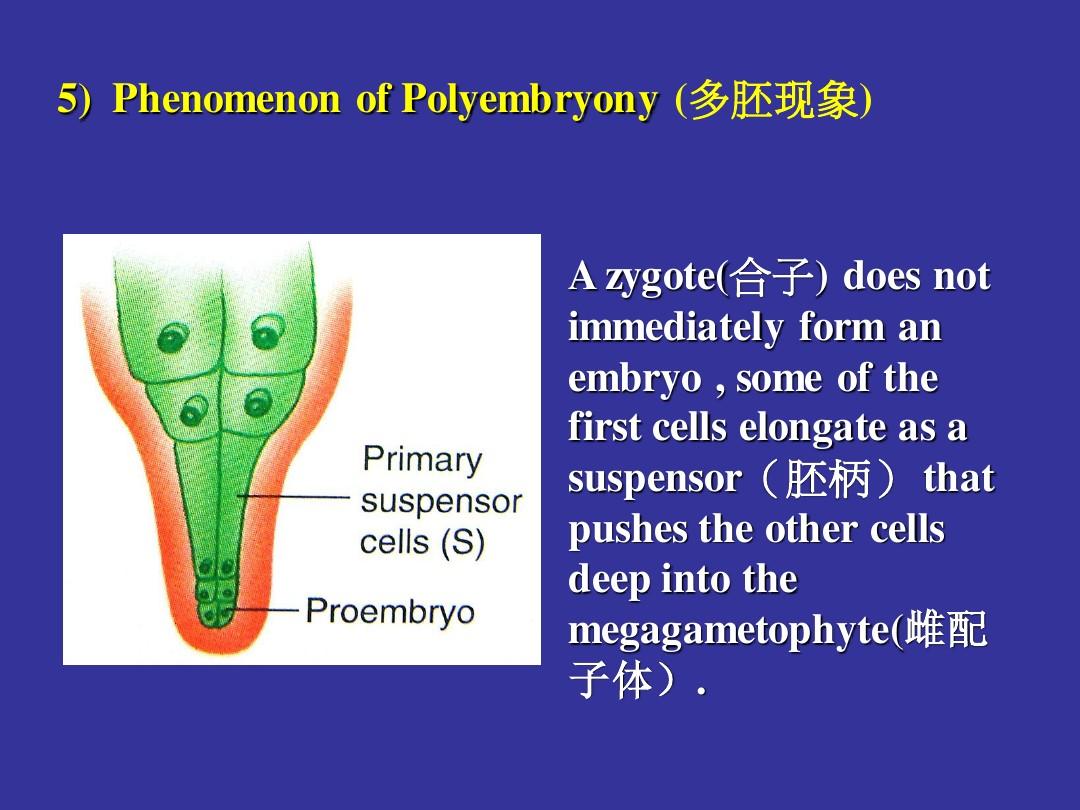 5) Phenomenon of Polyembryony (多胚现象)
Primary
suspensor
cells (S)
Proembryo
A zygote(合子) does not
immediately form an
embryo , some of the
first cells elongate as a
suspensor（胚柄） that
pushes the other cells
deep into the
megagametophyte(雌配
子体）.